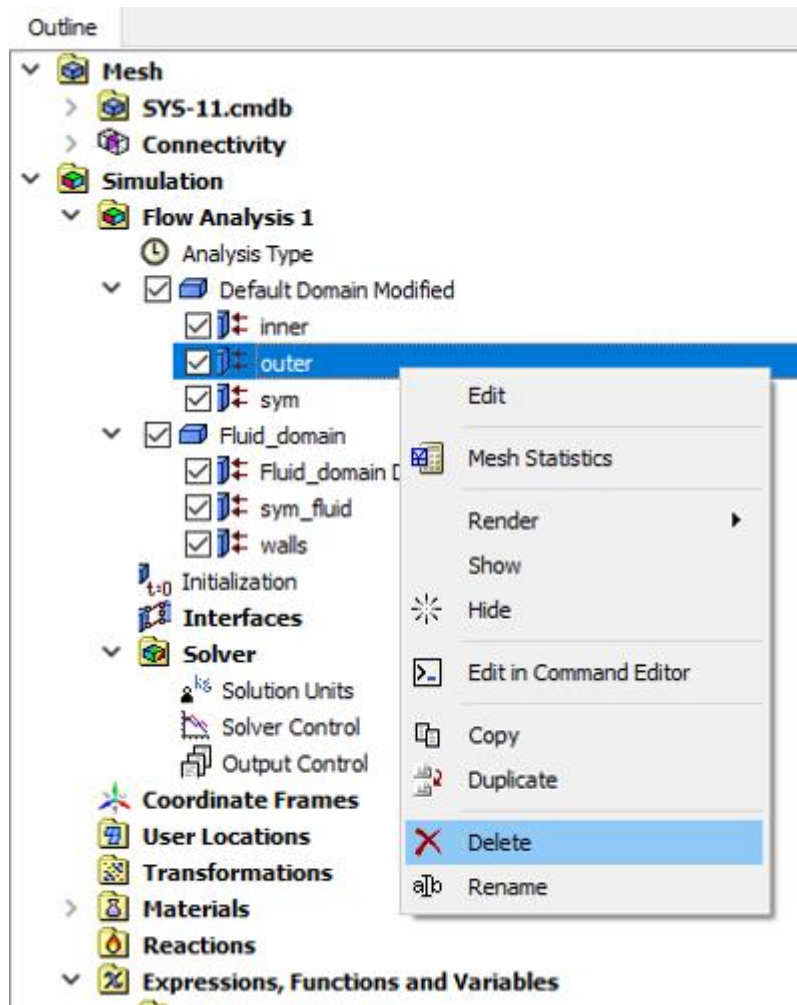 Outline
Mesh
SYS-11.cmdb
Connectivity
Simulation
Flow Analysis 1
Analysis Type
Default Domain Modified
inner
outer
sym
Fluid_domain
Fluid_domain D
sym_fluid
walls
t=0 Initialization
Interfaces
Solver
Solution Units
Solver Control
Output Control
Coordinate Frames
User Locations
Transformations
Materials
Reactions
Expressions, Functions and Variables
Edit
Mesh Statistics
Render
Show
Hide
Edit in Command Editor
Copy
Duplicate
Delete
Rename